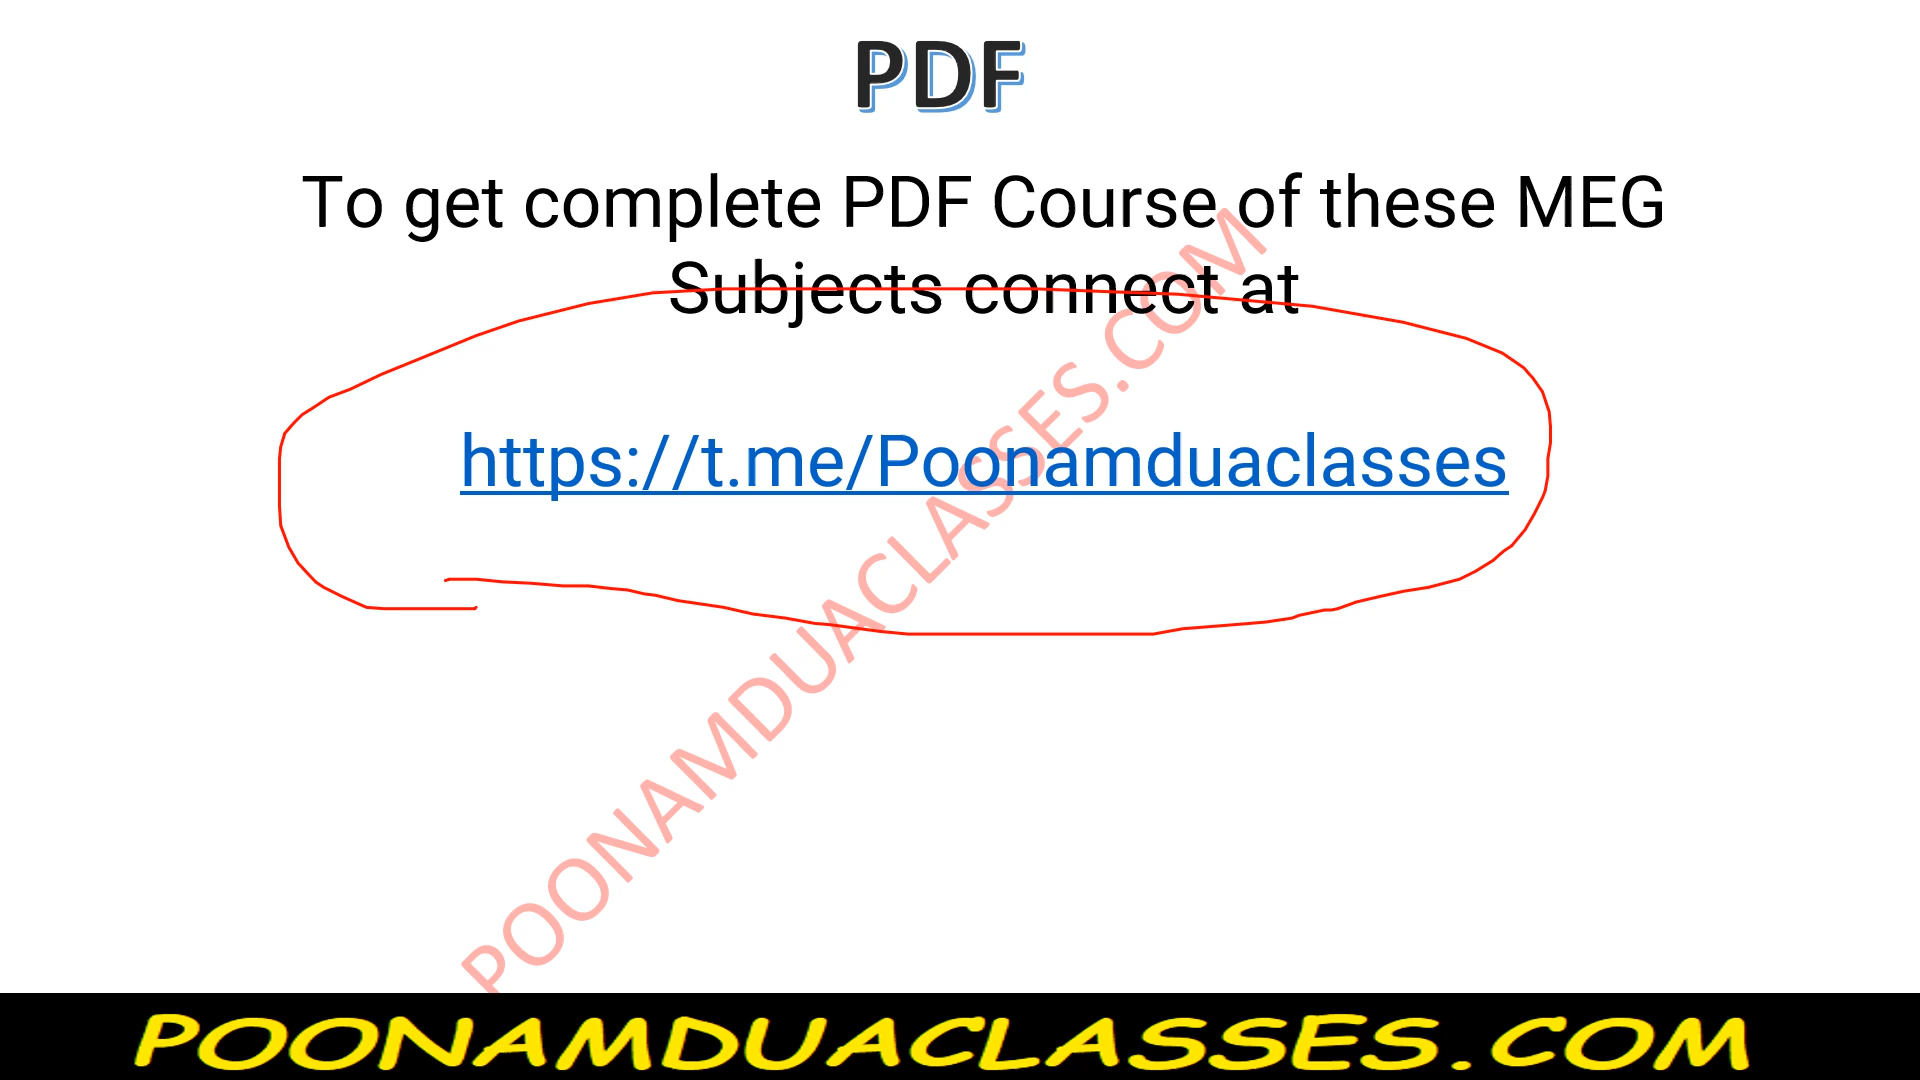 PDF
To get complete PDF Course of these MEG
Subjects connect at
https://t.me/Poonamduaclasses
POONAMDUACLASSES.COM
POONAMDUACLASSES.COM